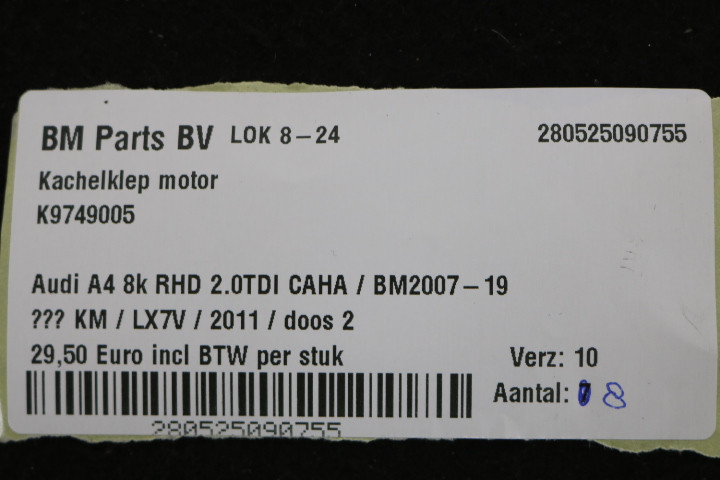 BM Parts BV LOK 8-24 280525090755
Kachelklep motor
K9749005
Audi A4 8k RHD 2.0TDI CAHA / BM2007-19
??? KM / LX7V / 2011 / doos 2
29,50 Euro incl BTW per stuk Verz: 10
Aantal: 7 8
280525090755